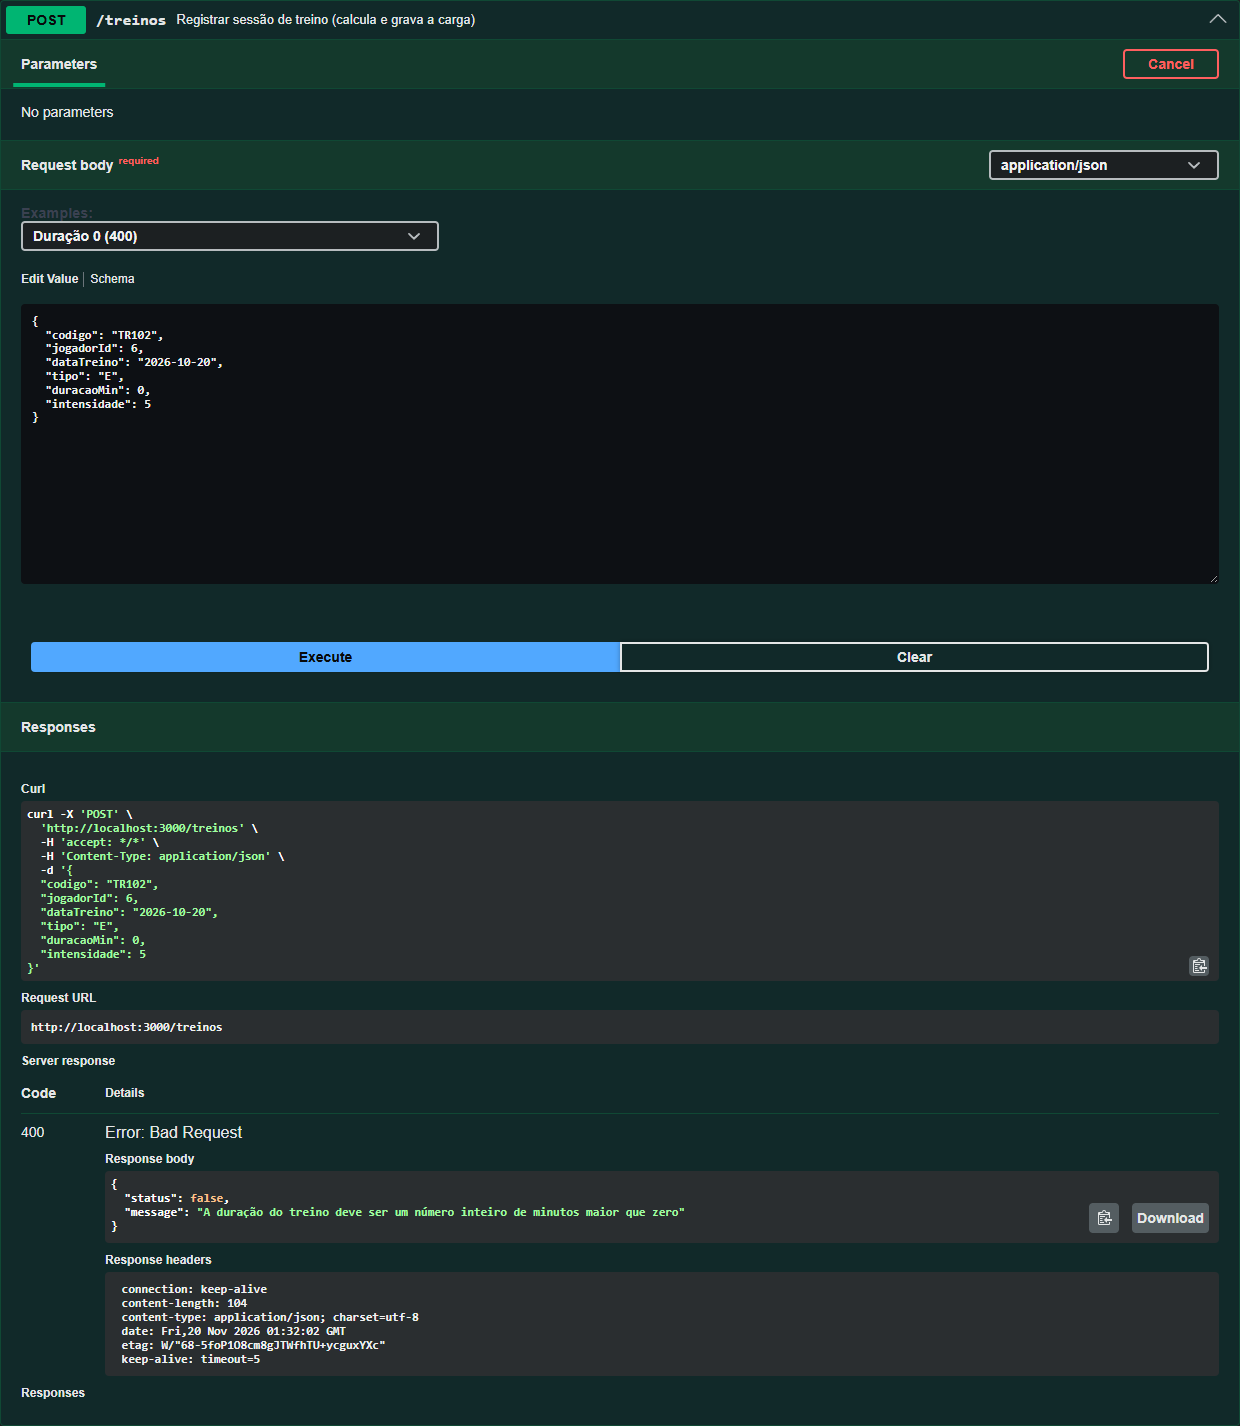 POST /treinos Registrar sessão de treino (calcula e grava a carga)
Parameters Cancel
No parameters
Request body required application/json
Examples:
Duração 0 (400)
Edit Value | Schema
{
  "codigo": "TR102",
  "jogadorId": 6,
  "dataTreino": "2026-10-20",
  "tipo": "E",
  "duracaoMin": 0,
  "intensidade": 5
}
Execute Clear
Responses
Curl
curl -X 'POST' \
  'http://localhost:3000/treinos' \
  -H 'accept: */*' \
  -H 'Content-Type: application/json' \
  -d '{
  "codigo": "TR102",
  "jogadorId": 6,
  "dataTreino": "2026-10-20",
  "tipo": "E",
  "duracaoMin": 0,
  "intensidade": 5
}'
Request URL
http://localhost:3000/treinos
Server response
Code Details
400 Error: Bad Request
Response body
{
  "status": false,
  "message": "A duração do treino deve ser um número inteiro de minutos maior que zero"
}
Download
Response headers
connection: keep-alive
content-length: 104
content-type: application/json; charset=utf-8
date: Fri,20 Nov 2026 01:32:02 GMT
etag: W/"68-5foP1O8cm8gJTWfhTU+ycguxYXc"
keep-alive: timeout=5
Responses